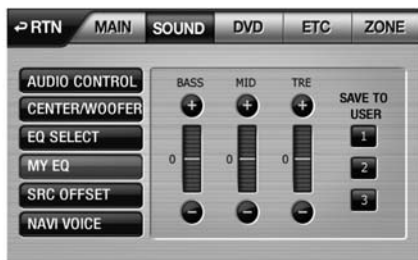 RTN MAIN SOUND DVD ETC ZONE
AUDIO CONTROL
CENTER/WOOFER
EQ SELECT
MY EQ
SRC OFFSET
NAVI VOICE
BASS MID TRE
+ + +
0 0 0
- - -
SAVE TO
USER
1
2
3